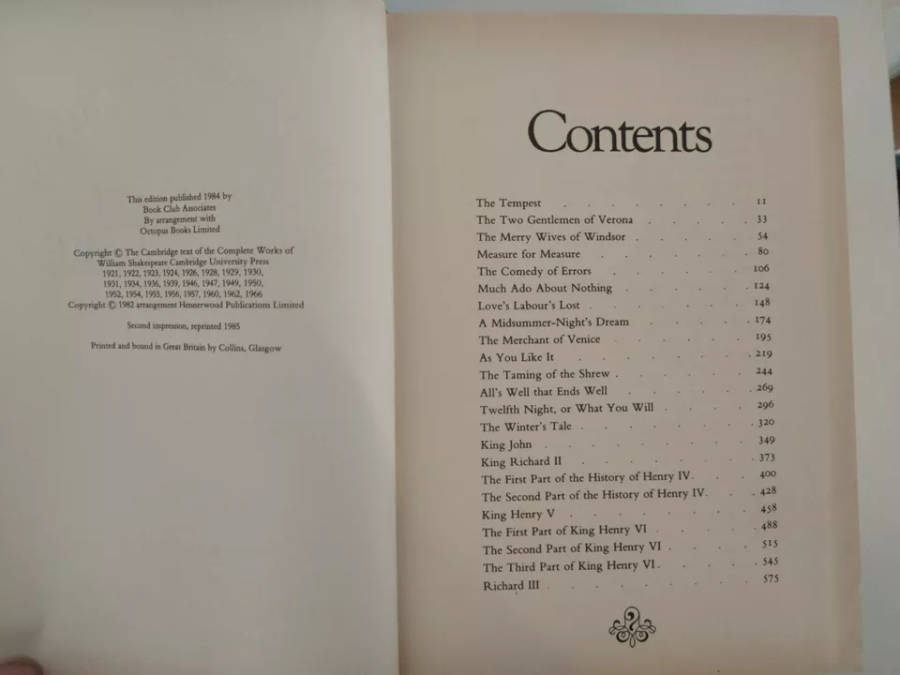 This edition published 1984 by
Book Club Associates
By arrangement with
Octopus Books Limited
Copyright © The Cambridge text of the Complete Works of
William Shakespeare Cambridge University Press
1921, 1922, 1923, 1924, 1926, 1928, 1929, 1930,
1931, 1934, 1936, 1939, 1946, 1947, 1949, 1950,
1952, 1954, 1955, 1956, 1957, 1960, 1962, 1966
Copyright © 1982 arrangement Hennerwood Publications Limited
Second impression, reprinted 1985
Printed and bound in Great Britain by Collins, Glasgow
Contents
The Tempest . . . . . . . . 11
The Two Gentlemen of Verona . . . . . 33
The Merry Wives of Windsor . . . . . 54
Measure for Measure . . . . . . 80
The Comedy of Errors . . . . . . 106
Much Ado About Nothing . . . . . 124
Love's Labour's Lost . . . . . . 148
A Midsummer-Night's Dream . . . . . 174
The Merchant of Venice . . . . . . 195
As You Like It . . . . . . . 219
The Taming of the Shrew . . . . . . 244
All's Well that Ends Well . . . . . 269
Twelfth Night, or What You Will . . . . 296
The Winter's Tale . . . . . . . 320
King John . . . . . . . . 349
King Richard II . . . . . . . 373
The First Part of the History of Henry IV . . . 400
The Second Part of the History of Henry IV . . . 428
King Henry V . . . . . . . 458
The First Part of King Henry VI . . . . . 488
The Second Part of King Henry VI . . . . 515
The Third Part of King Henry VI . . . . . 545
Richard III . . . . . . . . 575